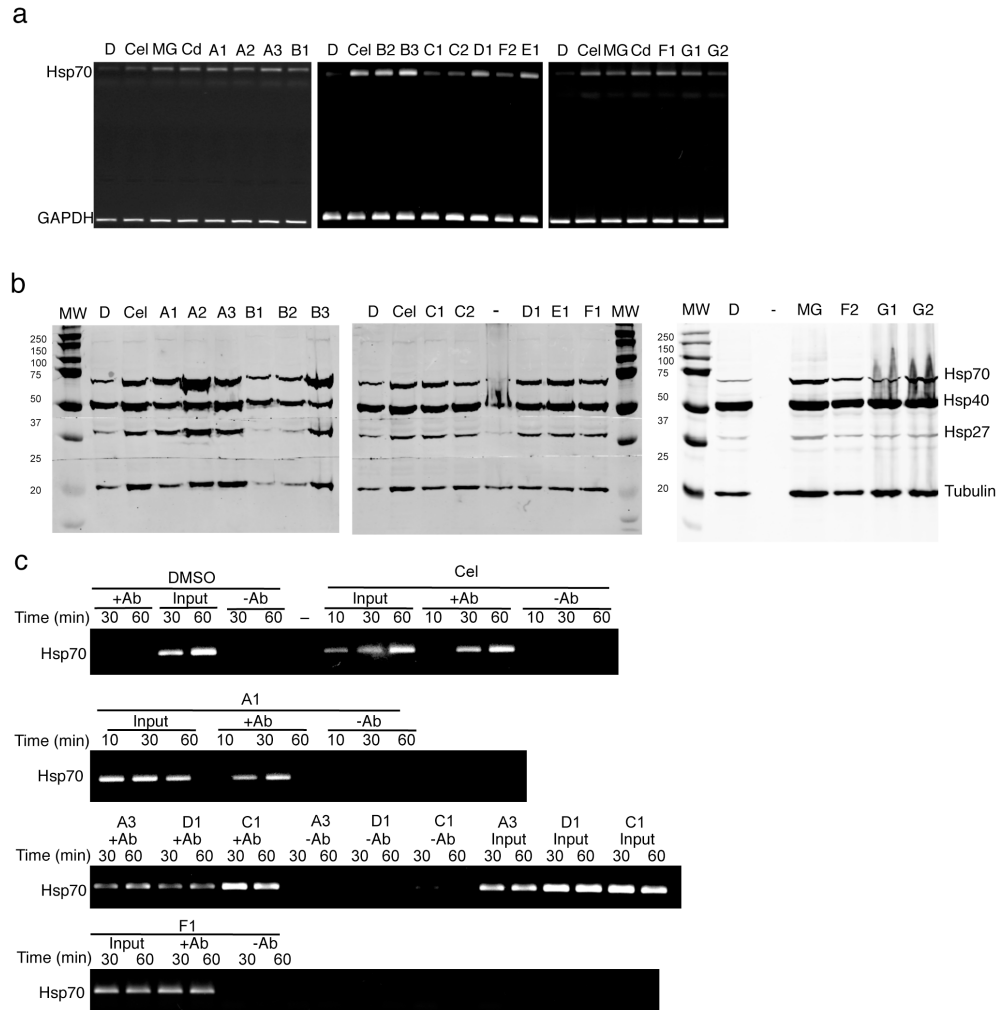 a
D Cel MG Cd A1 A2 A3 B1
D Cel B2 B3 C1 C2 D1 F2 E1
D Cel MG Cd F1 G1 G2
Hsp70
GAPDH
b
MW D Cel A1 A2 A3 B1 B2 B3
D Cel C1 C2 - D1 E1 F1 MW
MW D - MG F2 G1 G2
250
150
100
75
50
37
25
20
250
150
100
75
50
37
25
20
250
150
100
75
50
37
25
20
Hsp70
Hsp40
Hsp27
Tubulin
c
DMSO
Cel
+Ab Input -Ab
Input +Ab -Ab
Time (min) 30 60 30 60 30 60 – 10 30 60 10 30 60 10 30 60
Hsp70
A1
Input +Ab -Ab
Time (min) 10 30 60 10 30 60 10 30 60
Hsp70
A3 D1 C1 A3 D1 C1 A3 D1 C1
+Ab +Ab +Ab -Ab -Ab -Ab Input Input Input
Time (min) 30 60 30 60 30 60 30 60 30 60 30 60 30 60 30 60 30 60
Hsp70
F1
Input +Ab -Ab
Time (min) 30 60 30 60 30 60
Hsp70